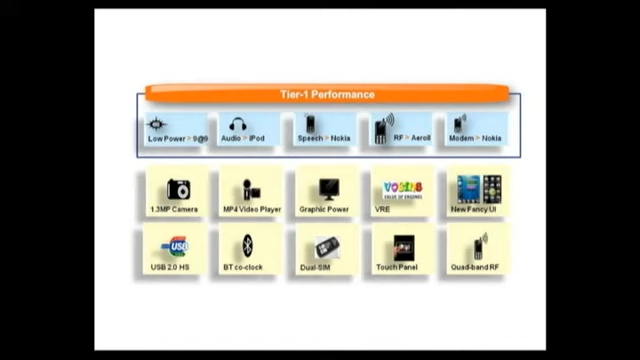 Tier-1 Performance
Low Power > 9@9
Audio > iPod
Speech > Nokia
RF > Aeroll
Modem > Nokia
1.3MP Camera
MP4 Video Player
Graphic Power
VRE
New Fancy UI
USB
USB 2.0 HS
BT co-clock
Dual-SIM
Touch Panel
Quad-band RF